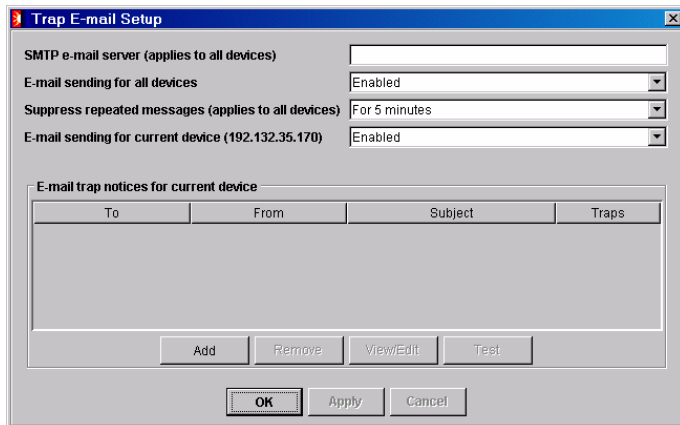 Trap E-mail Setup
SMTP e-mail server (applies to all devices)
E-mail sending for all devices Enabled
Suppress repeated messages (applies to all devices) For 5 minutes
E-mail sending for current device (192.132.35.170) Enabled
E-mail trap notices for current device
To From Subject Traps
Add Remove View/Edit Test
OK Apply Cancel